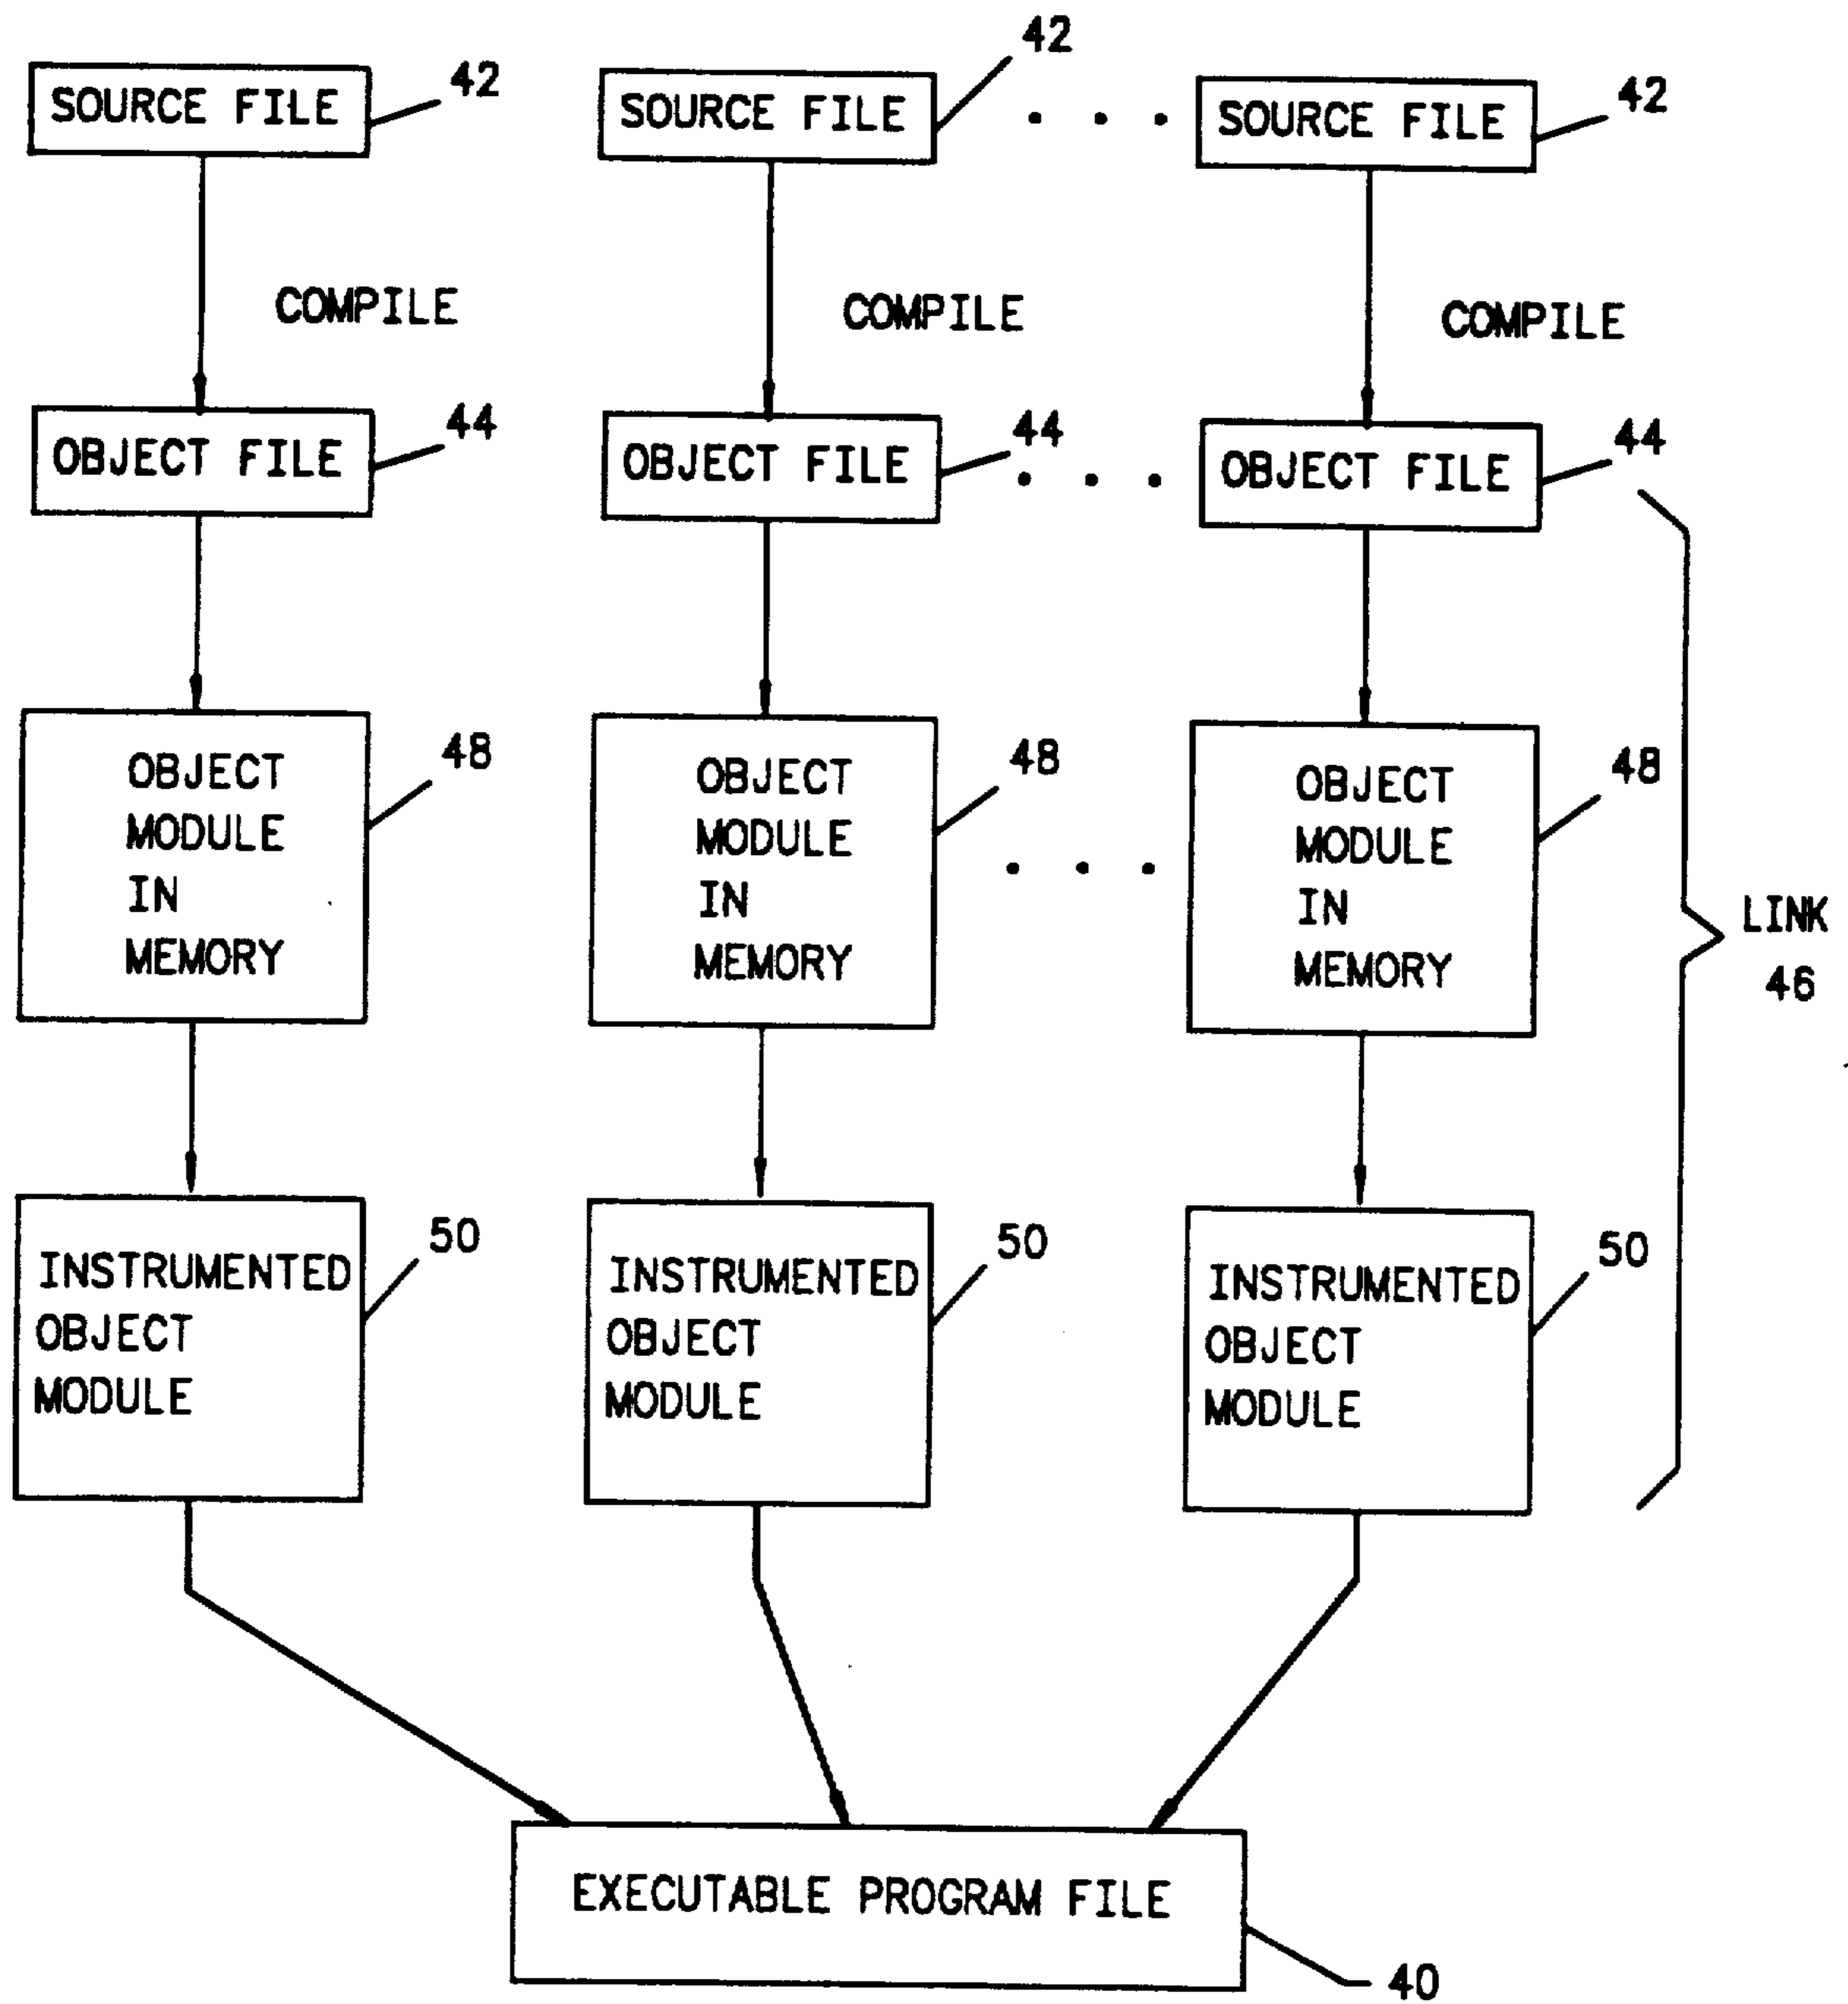 42
42
42
SOURCE FILE
SOURCE FILE
. . .
SOURCE FILE
COMPILE
COMPILE
COMPILE
44
44
44
OBJECT FILE
OBJECT FILE
. . .
OBJECT FILE
OBJECT
MODULE
IN
MEMORY
48
OBJECT
MODULE
IN
MEMORY
48
. . .
OBJECT
MODULE
IN
MEMORY
48
LINK
46
INSTRUMENTED
OBJECT
MODULE
50
INSTRUMENTED
OBJECT
MODULE
50
INSTRUMENTED
OBJECT
MODULE
50
EXECUTABLE PROGRAM FILE
40